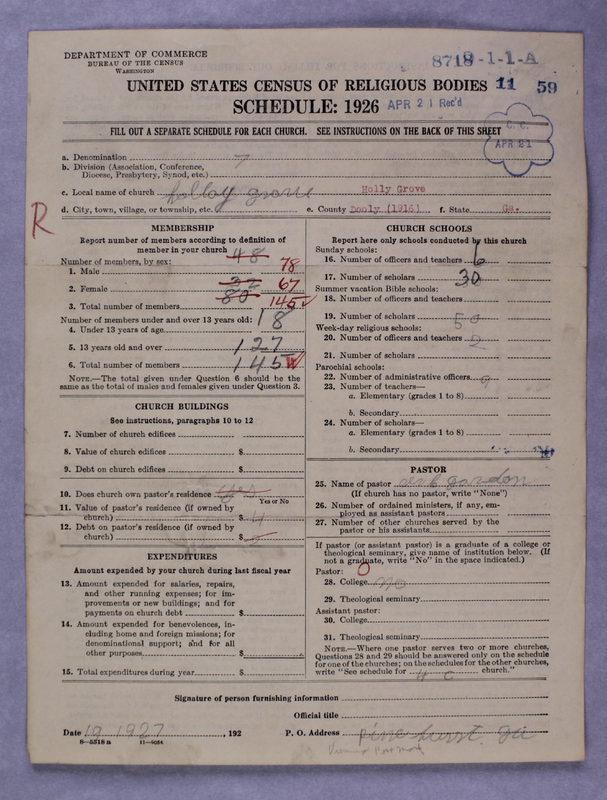 DEPARTMENT OF COMMERCE
BUREAU OF THE CENSUS
WASHINGTON
8718-1-1-A
UNITED STATES CENSUS OF RELIGIOUS BODIES 11 59
SCHEDULE: 1926 APR 21 Rec'd
FILL OUT A SEPARATE SCHEDULE FOR EACH CHURCH. SEE INSTRUCTIONS ON THE BACK OF THIS SHEET
C. C.
APR 21
a. Denomination 7
b. Division (Association, Conference,
Diocese, Presbytery, Synod, etc.)
c. Local name of church holloy grove Holly Grove
d. City, town, village, or township, etc. e. County Dooly (1916) f. State Ga.
R
MEMBERSHIP
Report number of members according to definition of
member in your church 48
Number of members, by sex:
1. Male 78
2. Female 32 67
3. Total number of members 80 145
Number of members under and over 13 years old:
4. Under 13 years of age 18
5. 13 years old and over 127
6. Total number of members 145
NOTE.—The total given under Question 6 should be the
same as the total of males and females given under Question 3.
CHURCH BUILDINGS
See instructions, paragraphs 10 to 12
7. Number of church edifices
8. Value of church edifices $
9. Debt on church edifices $
10. Does church own pastor's residence yes
Yes or No
11. Value of pastor's residence (if owned by
church) $
12. Debt on pastor's residence (if owned by
church) $
EXPENDITURES
Amount expended by your church during last fiscal year
13. Amount expended for salaries, repairs,
and other running expenses; for im-
provements or new buildings; and for
payments on church debt $
14. Amount expended for benevolences, in-
cluding home and foreign missions; for
denominational support; and for all
other purposes $
15. Total expenditures during year $
CHURCH SCHOOLS
Report here only schools conducted by this church
Sunday schools:
16. Number of officers and teachers 6
17. Number of scholars 30
Summer vacation Bible schools:
18. Number of officers and teachers
19. Number of scholars 50
Week-day religious schools:
20. Number of officers and teachers 2
21. Number of scholars
Parochial schools:
22. Number of administrative officers 9
23. Number of teachers—
a. Elementary (grades 1 to 8)
b. Secondary
24. Number of scholars—
a. Elementary (grades 1 to 8)
b. Secondary
PASTOR
25. Name of pastor gordon
(If church has no pastor, write "None")
26. Number of ordained ministers, if any, em-
ployed as assistant pastors
27. Number of other churches served by the
pastor or his assistants
If pastor (or assistant pastor) is a graduate of a college or
theological seminary, give name of institution below. (If
not a graduate, write "No" in the space indicated.)
Pastor: O
28. College no
29. Theological seminary
Assistant pastor:
30. College
31. Theological seminary
NOTE.—Where one pastor serves two or more churches,
Questions 28 and 29 should be answered only on the schedule
for one of the churches; on the schedules for the other churches,
write "See schedule for church."
Signature of person furnishing information
Official title
Date 19 1927, 192 P. O. Address pinehurst ga
8—5518 a 11—9084